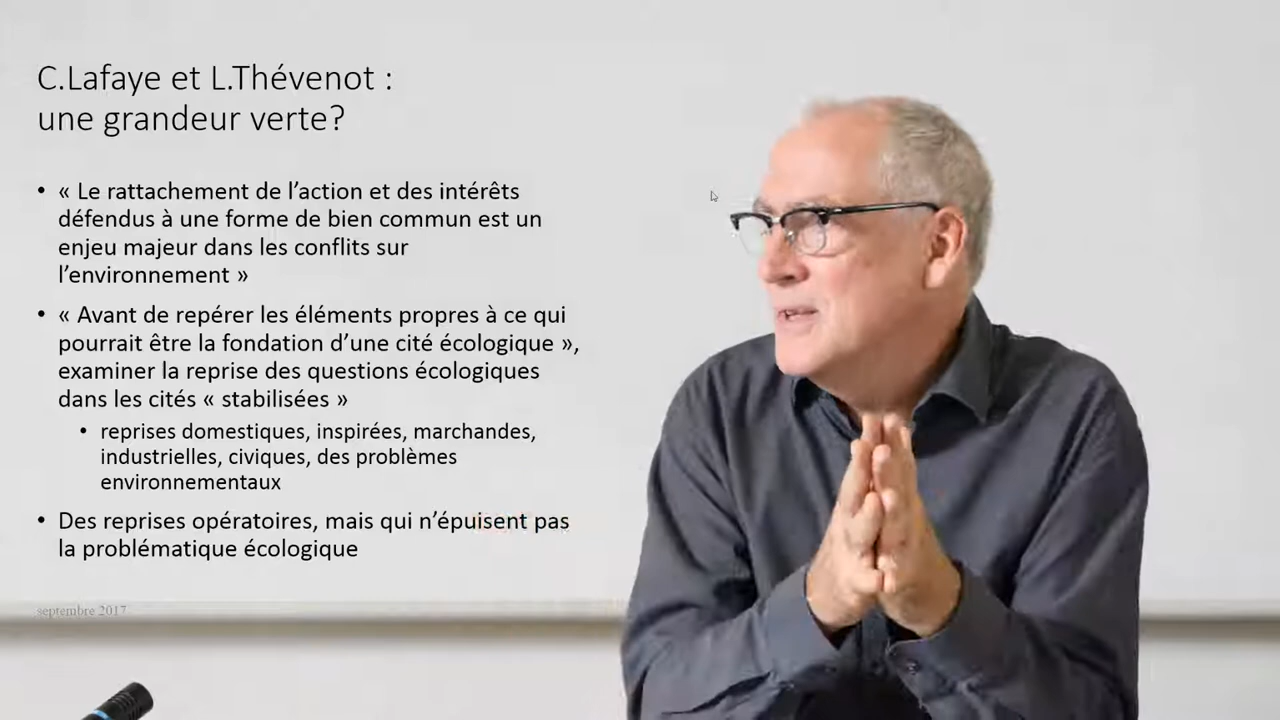 C.Lafaye et L.Thévenot :
une grandeur verte?
• « Le rattachement de l’action et des intérêts
défendus à une forme de bien commun est un
enjeu majeur dans les conflits sur
l’environnement »
• « Avant de repérer les éléments propres à ce qui
pourrait être la fondation d’une cité écologique »,
examiner la reprise des questions écologiques
dans les cités « stabilisées »
• reprises domestiques, inspirées, marchandes,
industrielles, civiques, des problèmes
environnementaux
• Des reprises opératoires, mais qui n’épuisent pas
la problématique écologique
septembre 2017